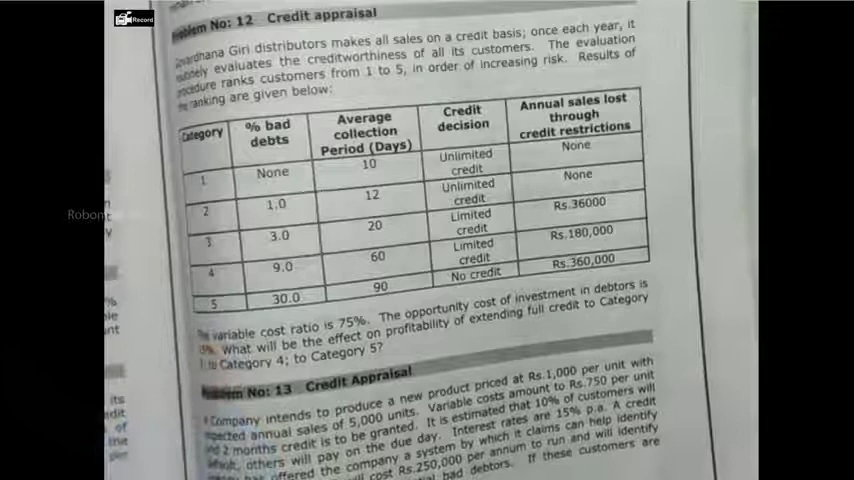 Record
No: 12 Credit appraisal
Giri distributors makes all sales on a credit basis; once each year, it
evaluates the creditworthiness of all its customers. The evaluation
ranks customers from 1 to 5, in order of increasing risk. Results of
ranking are given below:
Category % bad debts Average collection Period (Days) Credit decision Annual sales lost through credit restrictions
1 None 10 Unlimited credit None
2 1.0 12 Unlimited credit None
3 3.0 20 Limited credit Rs.36000
4 9.0 60 Limited credit Rs.180,000
5 30.0 90 No credit Rs.360,000
variable cost ratio is 75%. The opportunity cost of investment in debtors is
What will be the effect on profitability of extending full credit to Category
to Category 4; to Category 5?
No: 13 Credit Appraisal
Company intends to produce a new product priced at Rs.1,000 per unit with
annual sales of 5,000 units. Variable costs amount to Rs.750 per unit
2 months credit is to be granted. It is estimated that 10% of customers will
others will pay on the due day. Interest rates are 15% p.a. A credit
offered the company a system by which it claims can help identify
cost Rs.250,000 per annum to run and will identify
bad debtors. If these customers are
its
of
the